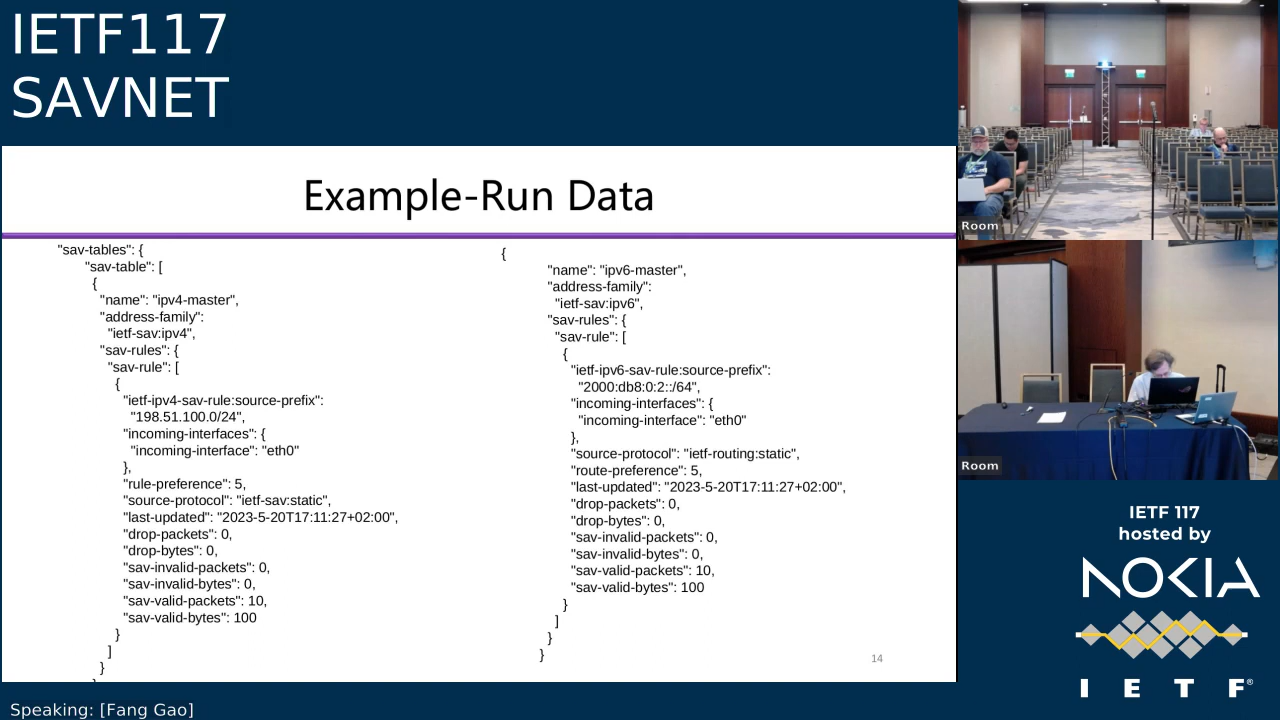 IETF117
SAVNET
Example-Run Data
"sav-tables": {
"sav-table": [
{
"name": "ipv4-master",
"address-family":
"ietf-sav:ipv4",
"sav-rules": {
"sav-rule": [
{
"ietf-ipv4-sav-rule:source-prefix":
"198.51.100.0/24",
"incoming-interfaces": {
"incoming-interface": "eth0"
},
"rule-preference": 5,
"source-protocol": "ietf-sav:static",
"last-updated": "2023-5-20T17:11:27+02:00",
"drop-packets": 0,
"drop-bytes": 0,
"sav-invalid-packets": 0,
"sav-invalid-bytes": 0,
"sav-valid-packets": 10,
"sav-valid-bytes": 100
}
]
}
{
"name": "ipv6-master",
"address-family":
"ietf-sav:ipv6",
"sav-rules": {
"sav-rule": [
{
"ietf-ipv6-sav-rule:source-prefix":
"2000:db8:0:2::/64",
"incoming-interfaces": {
"incoming-interface": "eth0"
},
"source-protocol": "ietf-routing:static",
"route-preference": 5,
"last-updated": "2023-5-20T17:11:27+02:00",
"drop-packets": 0,
"drop-bytes": 0,
"sav-invalid-packets": 0,
"sav-invalid-bytes": 0,
"sav-valid-packets": 10,
"sav-valid-bytes": 100
}
]
}
}
14
Room
Room
IETF 117
hosted by
NOKIA
I E T F®
Speaking: [Fang Gao]